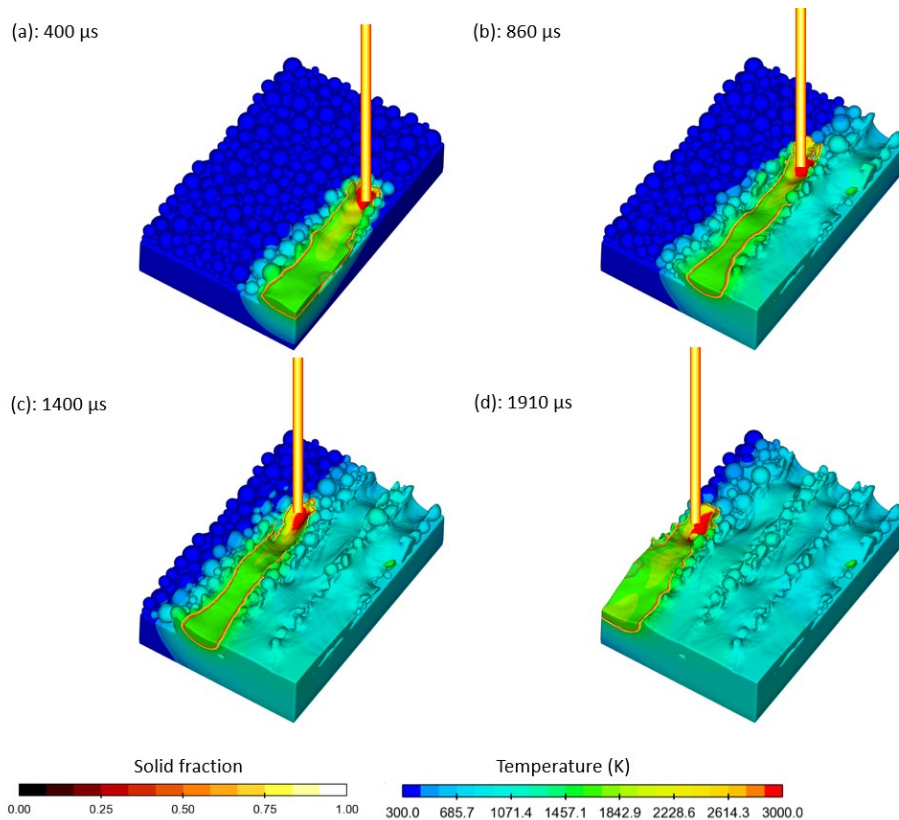 (a): 400 μs
(b): 860 μs
(c): 1400 μs
(d): 1910 μs
Solid fraction
0.00 0.25 0.50 0.75 1.00
Temperature (K)
300.0 685.7 1071.4 1457.1 1842.9 2228.6 2614.3 3000.0